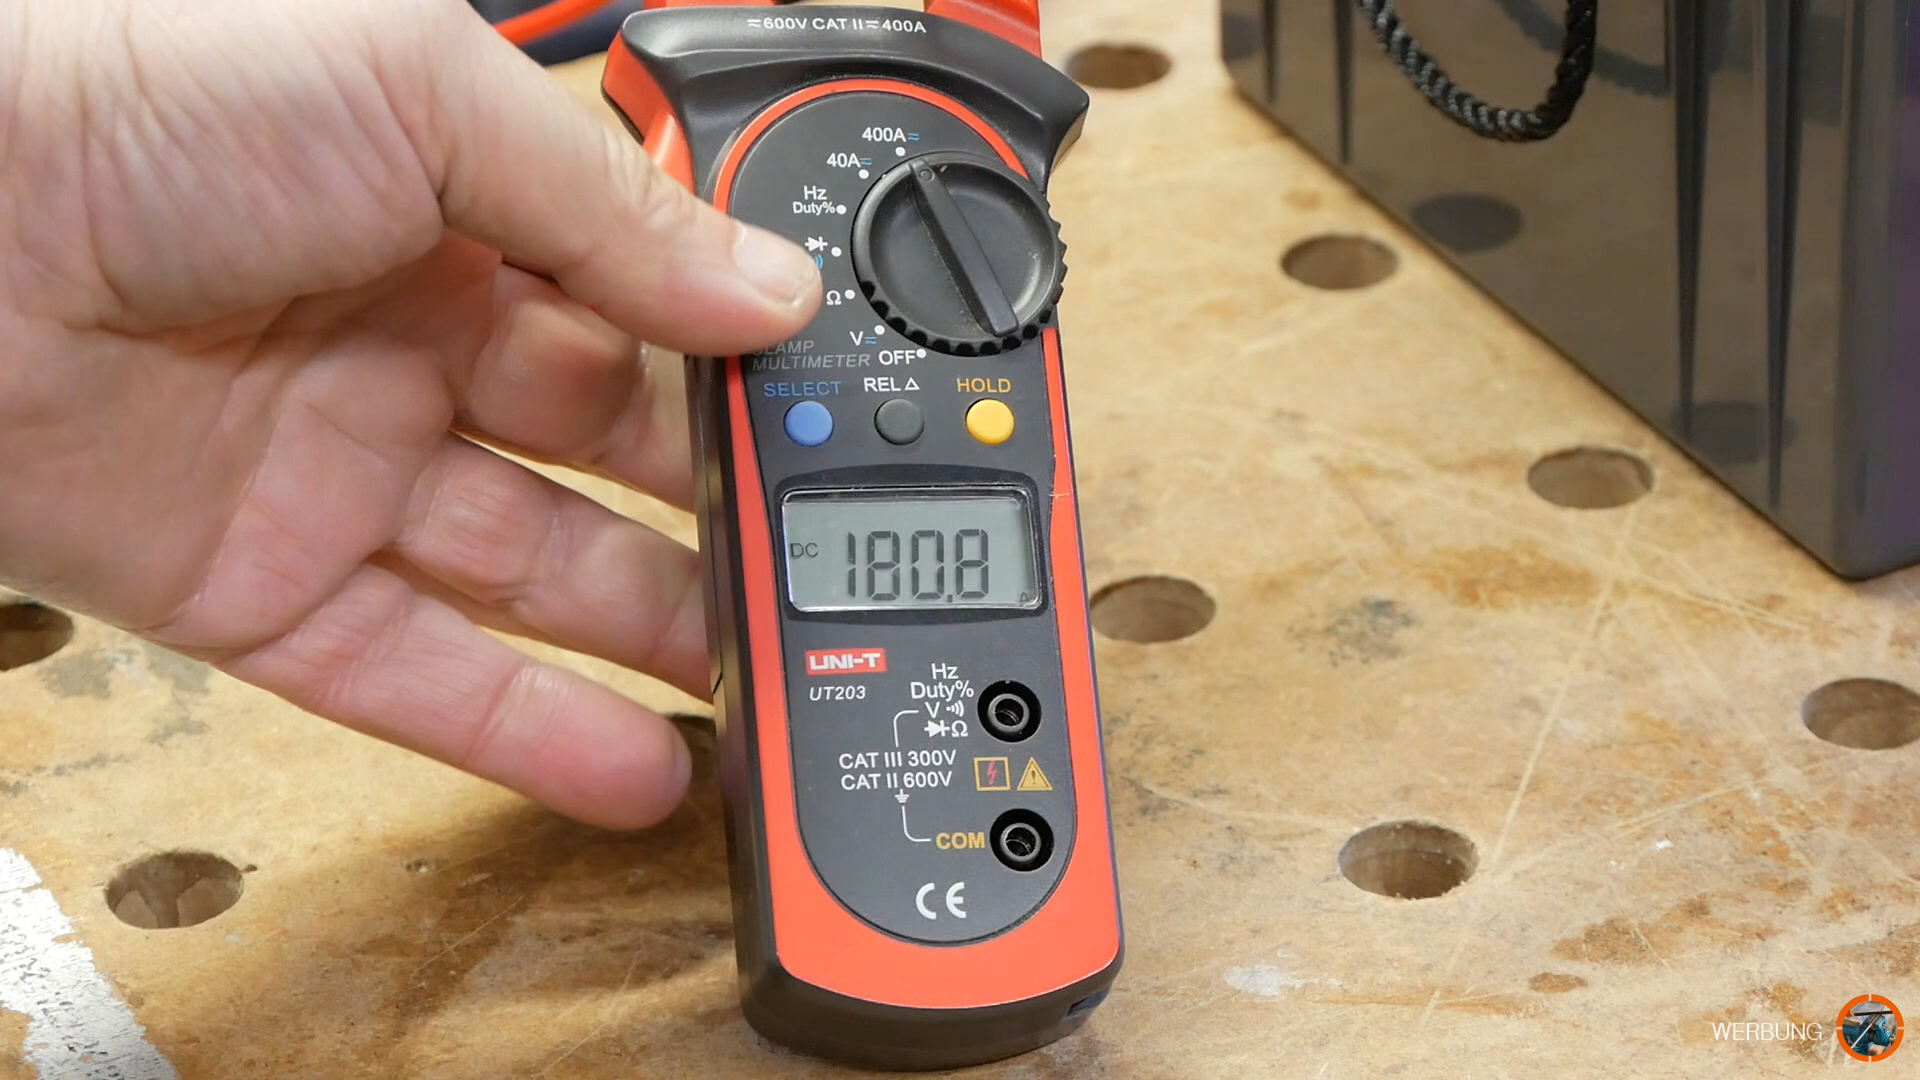 ≂600V CAT II ≂400A
400A≂
40A≂
Hz
Duty%
Ω
V≂
OFF
CLAMP
MULTIMETER
SELECT
REL△
HOLD
DC
180.8
A
UNI-T
UT203
Hz
Duty%
V
Ω
CAT III 300V
CAT II 600V
COM
CE
WERBUNG